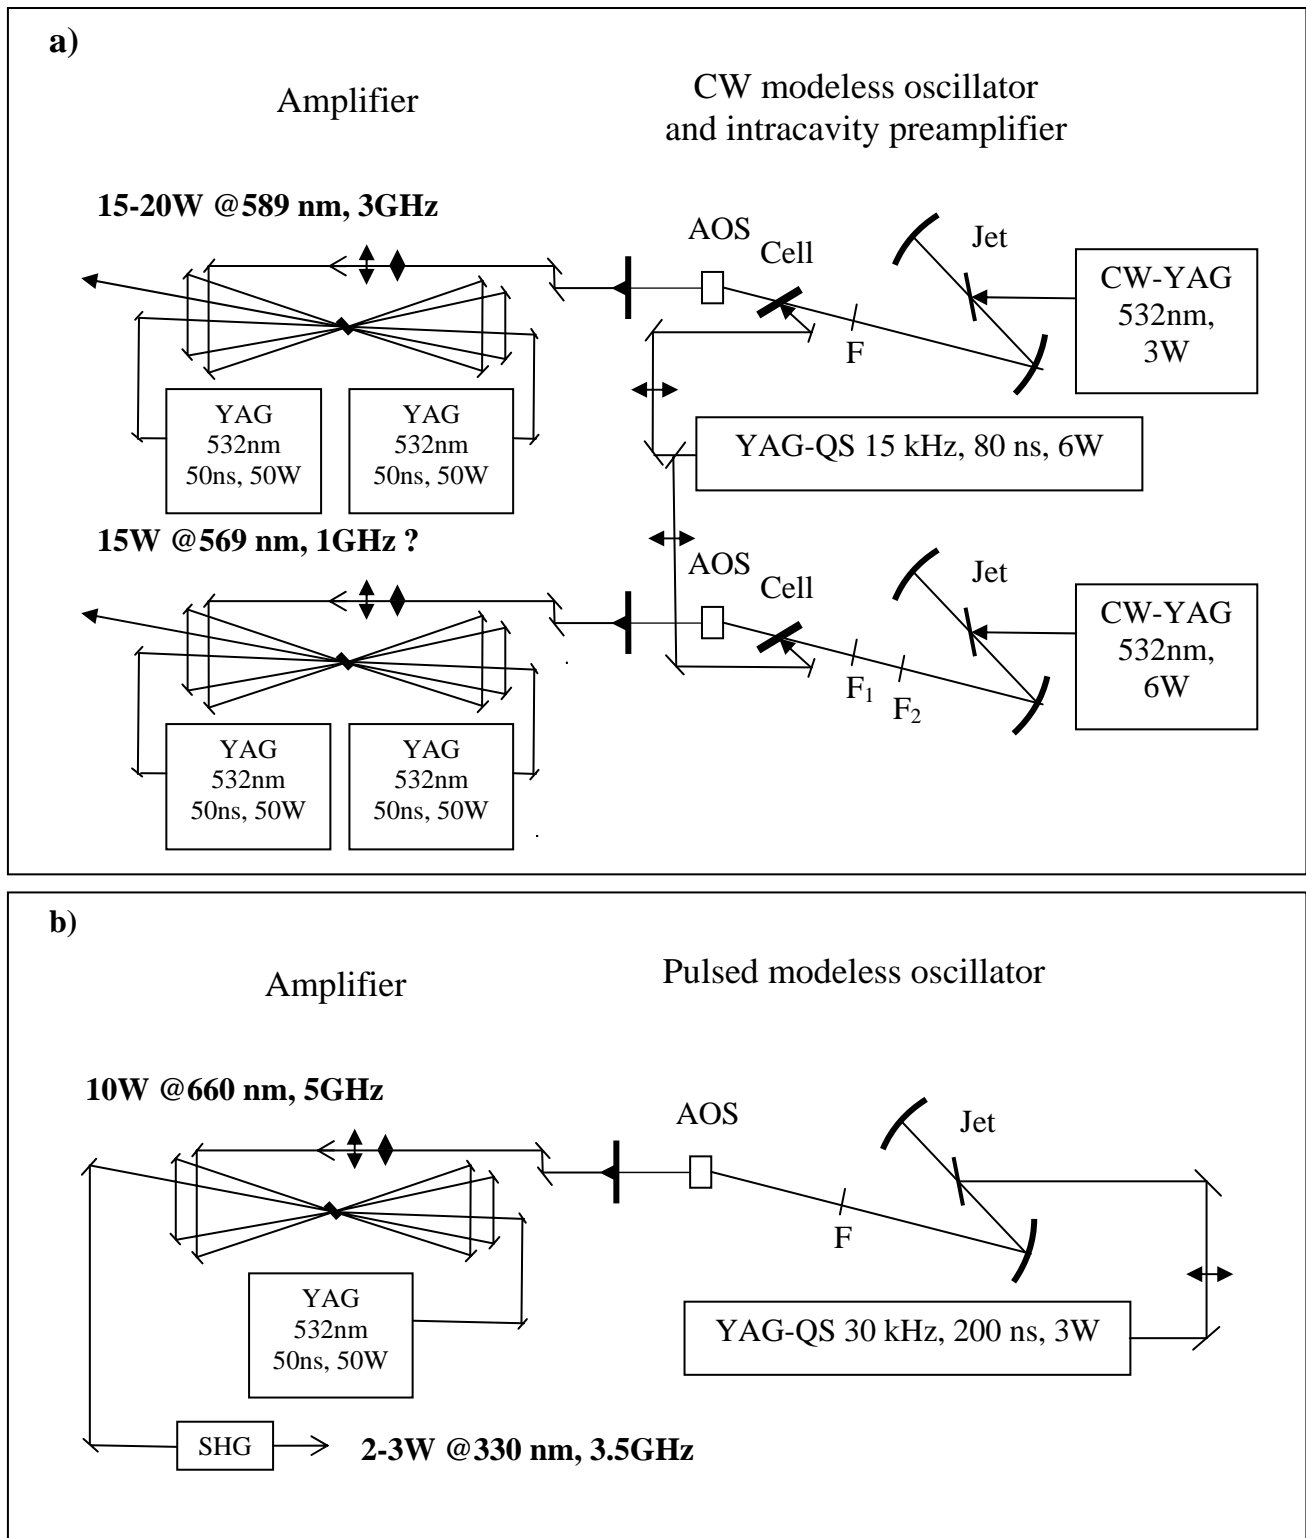 a)
Amplifier
CW modeless oscillator
and intracavity preamplifier
15-20W @589 nm, 3GHz
AOS
Cell
Jet
F
CW-YAG
532nm,
3W
YAG
532nm
50ns, 50W
YAG
532nm
50ns, 50W
YAG-QS 15 kHz, 80 ns, 6W
15W @569 nm, 1GHz ?
AOS
Cell
Jet
F1
F2
CW-YAG
532nm,
6W
YAG
532nm
50ns, 50W
YAG
532nm
50ns, 50W
b)
Amplifier
Pulsed modeless oscillator
10W @660 nm, 5GHz
AOS
Jet
F
YAG
532nm
50ns, 50W
YAG-QS 30 kHz, 200 ns, 3W
SHG
2-3W @330 nm, 3.5GHz